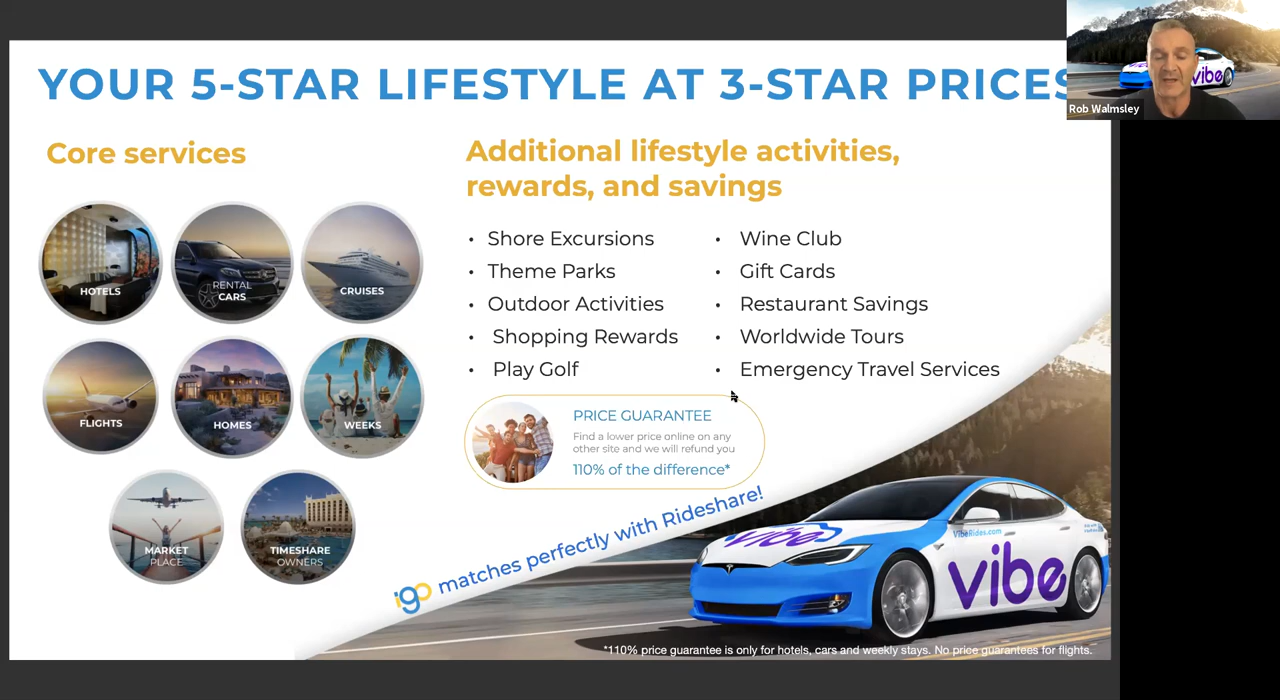 YOUR 5-STAR LIFESTYLE AT 3-STAR PRICES
vibe
Rob Walmsley
Core services
HOTELS
RENTAL
CARS
CRUISES
FLIGHTS
HOMES
WEEKS
MARKET
PLACE
TIMESHARE
OWNERS
Additional lifestyle activities,
rewards, and savings
• Shore Excursions
• Theme Parks
• Outdoor Activities
• Shopping Rewards
• Play Golf
• Wine Club
• Gift Cards
• Restaurant Savings
• Worldwide Tours
• Emergency Travel Services
PRICE GUARANTEE
Find a lower price online on any
other site and we will refund you
110% of the difference*
igo matches perfectly with Rideshare!
vibe
VibeRides.com
vibe
*110% price guarantee is only for hotels, cars and weekly stays. No price guarantees for flights.